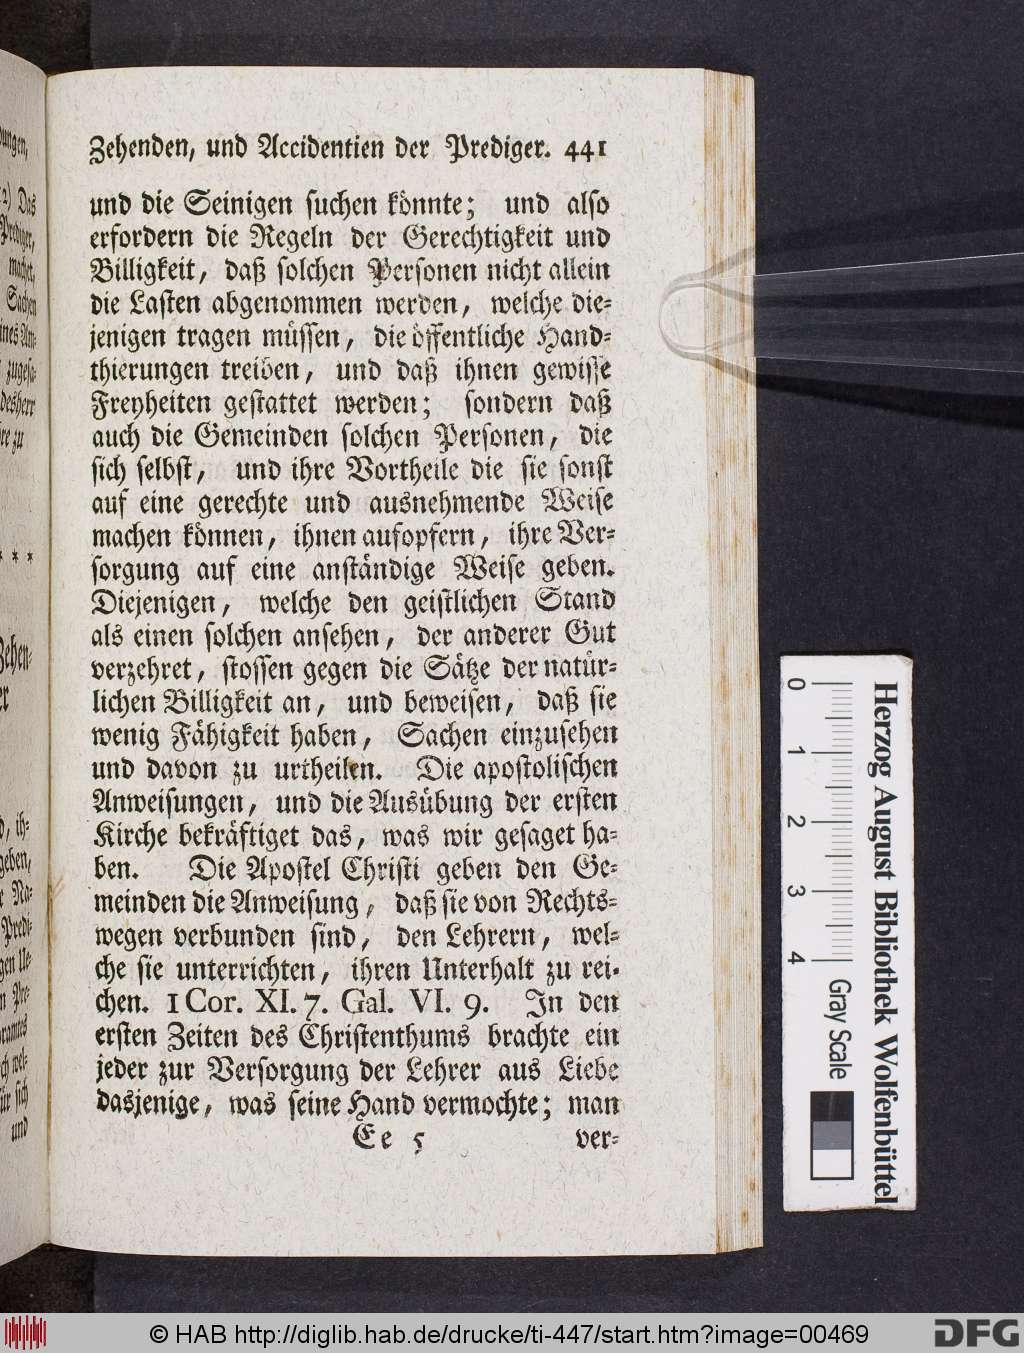 Zehenden, und Accidentien der Prediger. 441
und die Seinigen suchen könnte; und also
erfordern die Regeln der Gerechtigkeit und
Billigkeit, daß solchen Personen nicht allein
die Lasten abgenommen werden, welche die-
jenigen tragen müssen, die öffentliche Hand-
thierungen treiben, und daß ihnen gewisse
Freyheiten gestattet werden; sondern daß
auch die Gemeinden solchen Personen, die
sich selbst, und ihre Vortheile die sie sonst
auf eine gerechte und ausnehmende Weise
machen können, ihnen aufopfern, ihre Ver-
sorgung auf eine anständige Weise geben.
Diejenigen, welche den geistlichen Stand
als einen solchen ansehen, der anderer Gut
verzehret, stossen gegen die Sätze der natür-
lichen Billigkeit an, und beweisen, daß sie
wenig Fähigkeit haben, Sachen einzusehen
und davon zu urtheilen. Die apostolischen
Anweisungen, und die Ausübung der ersten
Kirche bekräftiget das, was wir gesaget ha-
ben. Die Apostel Christi geben den Ge-
meinden die Anweisung, daß sie von Rechts-
wegen verbunden sind, den Lehrern, wel-
che sie unterrichten, ihren Unterhalt zu rei-
chen. 1 Cor. XI. 7. Gal. VI. 9. In den
ersten Zeiten des Christenthums brachte ein
jeder zur Versorgung der Lehrer aus Liebe
dasjenige, was seine Hand vermochte; man
Ee 5 ver-
0 1 2 3 4
Gray Scale
Herzog August Bibliothek Wolfenbüttel
© HAB http://diglib.hab.de/drucke/ti-447/start.htm?image=00469
DFG